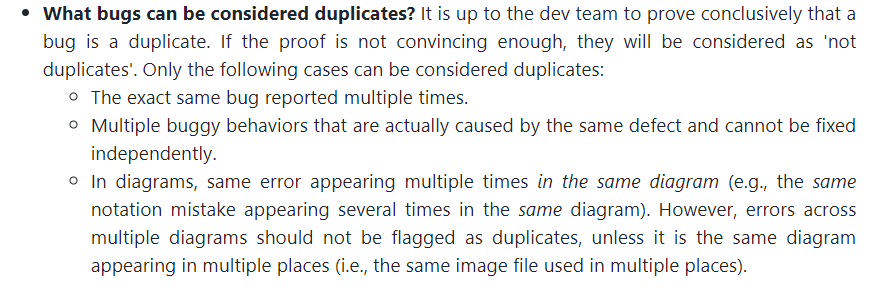 • What bugs can be considered duplicates? It is up to the dev team to prove conclusively that a
bug is a duplicate. If the proof is not convincing enough, they will be considered as 'not
duplicates'. Only the following cases can be considered duplicates:
◦ The exact same bug reported multiple times.
◦ Multiple buggy behaviors that are actually caused by the same defect and cannot be fixed
independently.
◦ In diagrams, same error appearing multiple times in the same diagram (e.g., the same
notation mistake appearing several times in the same diagram). However, errors across
multiple diagrams should not be flagged as duplicates, unless it is the same diagram
appearing in multiple places (i.e., the same image file used in multiple places).